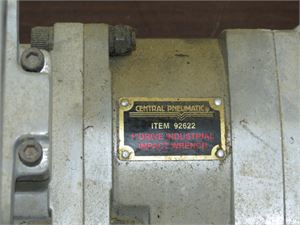 CENTRAL PNEUMATIC
ITEM 92622
1" DRIVE INDUSTRIAL
IMPACT WRENCH